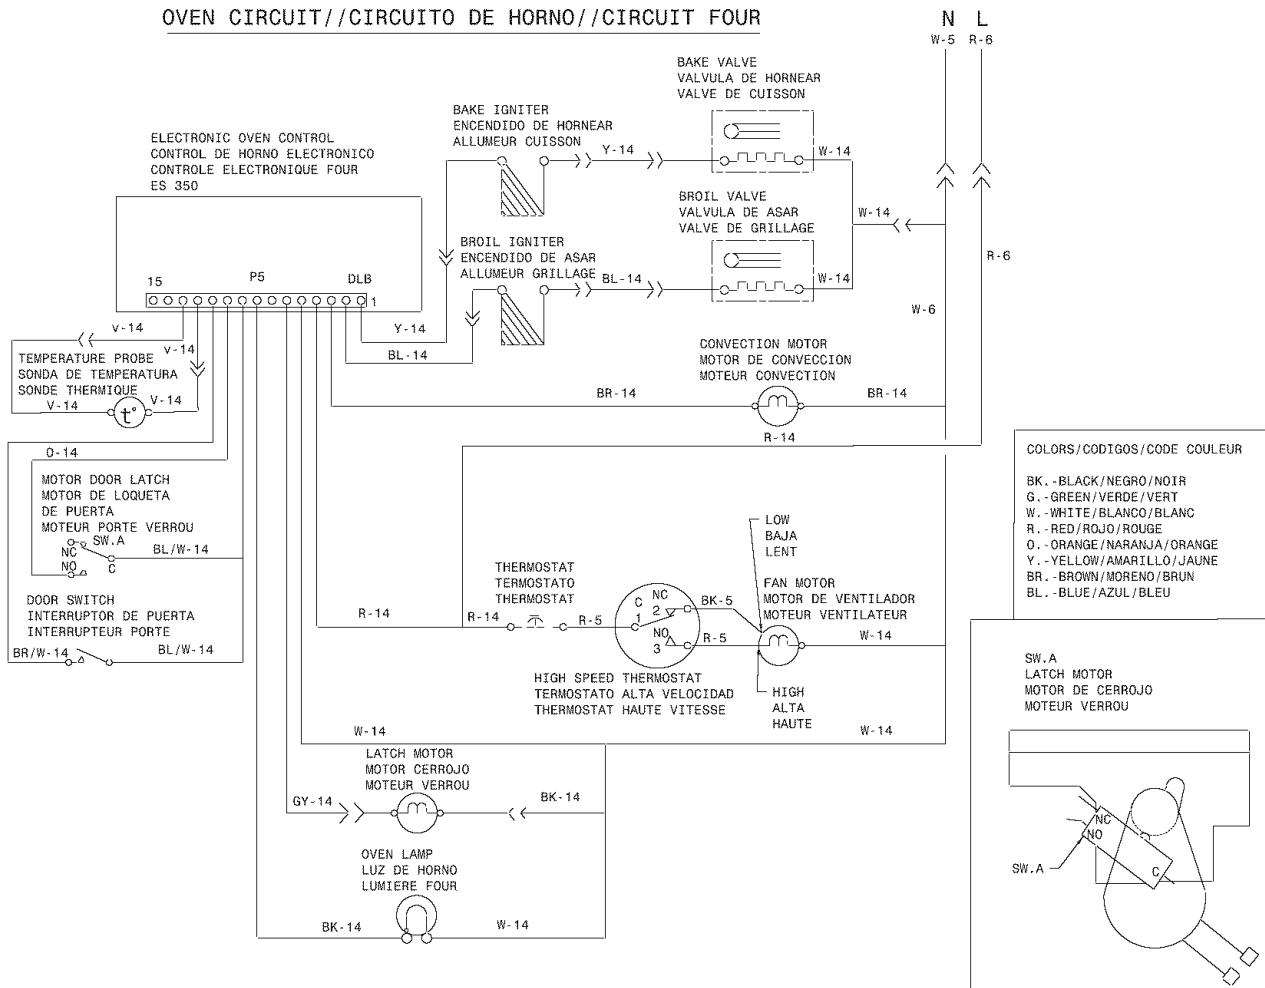 OVEN CIRCUIT//CIRCUITO DE HORNO//CIRCUIT FOUR
N L
W-5 R-6
BAKE VALVE
VALVULA DE HORNEAR
VALVE DE CUISSON
BAKE IGNITER
ENCENDIDO DE HORNEAR
ALLUMEUR CUISSON
Y-14
W-14
ELECTRONIC OVEN CONTROL
CONTROL DE HORNO ELECTRONICO
CONTROLE ELECTRONIQUE FOUR
ES 350
BROIL VALVE
VALVULA DE ASAR
VALVE DE GRILLAGE
W-14
BROIL IGNITER
ENCENDIDO DE ASAR
ALLUMEUR GRILLAGE
BL-14
W-14
R-6
15
P5
DLB
1
W-6
V-14
V-14
Y-14
BL-14
TEMPERATURE PROBE
SONDA DE TEMPERATURA
SONDE THERMIQUE
V-14
V-14
t°
CONVECTION MOTOR
MOTOR DE CONVECCION
MOTEUR CONVECTION
BR-14
BR-14
R-14
O-14
MOTOR DOOR LATCH
MOTOR DE LOQUETA
DE PUERTA
MOTEUR PORTE VERROU
SW.A
NC
NO
C
BL/W-14
DOOR SWITCH
INTERRUPTOR DE PUERTA
INTERRUPTEUR PORTE
BR/W-14
BL/W-14
COLORS/CODIGOS/CODE COULEUR
BK.-BLACK/NEGRO/NOIR
G.-GREEN/VERDE/VERT
W.-WHITE/BLANCO/BLANC
R.-RED/ROJO/ROUGE
O.-ORANGE/NARANJA/ORANGE
Y.-YELLOW/AMARILLO/JAUNE
BR.-BROWN/MORENO/BRUN
BL.-BLUE/AZUL/BLEU
LOW
BAJA
LENT
THERMOSTAT
TERMOSTATO
THERMOSTAT
FAN MOTOR
MOTOR DE VENTILADOR
MOTEUR VENTILATEUR
R-14
R-14
R-5
C
1
NC
2
NO
3
BK-5
R-5
W-14
HIGH SPEED THERMOSTAT
TERMOSTATO ALTA VELOCIDAD
THERMOSTAT HAUTE VITESSE
HIGH
ALTA
HAUTE
W-14
W-14
LATCH MOTOR
MOTOR CERROJO
MOTEUR VERROU
GY-14
BK-14
OVEN LAMP
LUZ DE HORNO
LUMIERE FOUR
BK-14
W-14
SW.A
LATCH MOTOR
MOTOR DE CERROJO
MOTEUR VERROU
NC
NO
C
SW.A